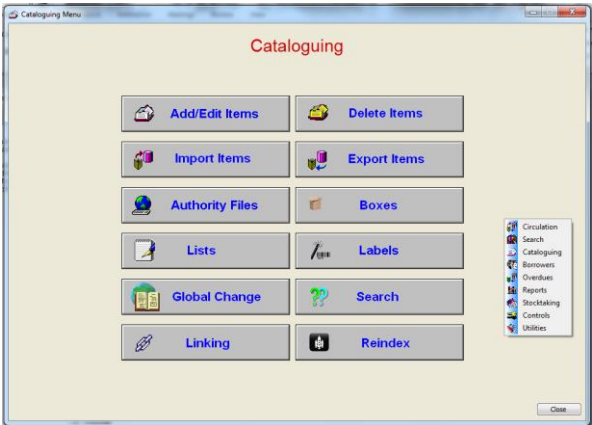 Cataloguing Menu
Cataloguing
Add/Edit Items
Delete Items
Import Items
Export Items
Authority Files
Boxes
Lists
Labels
Global Change
Search
Linking
Reindex
Circulation
Search
Cataloguing
Borrowers
Overdues
Reports
Stocktaking
Controls
Utilities
Close